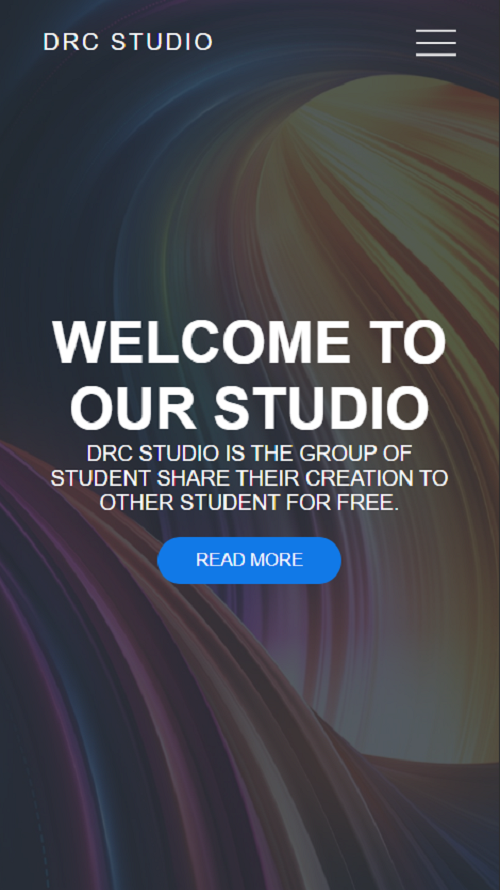 DRC STUDIO
WELCOME TO
OUR STUDIO
DRC STUDIO IS THE GROUP OF
STUDENT SHARE THEIR CREATION TO
OTHER STUDENT FOR FREE.
READ MORE